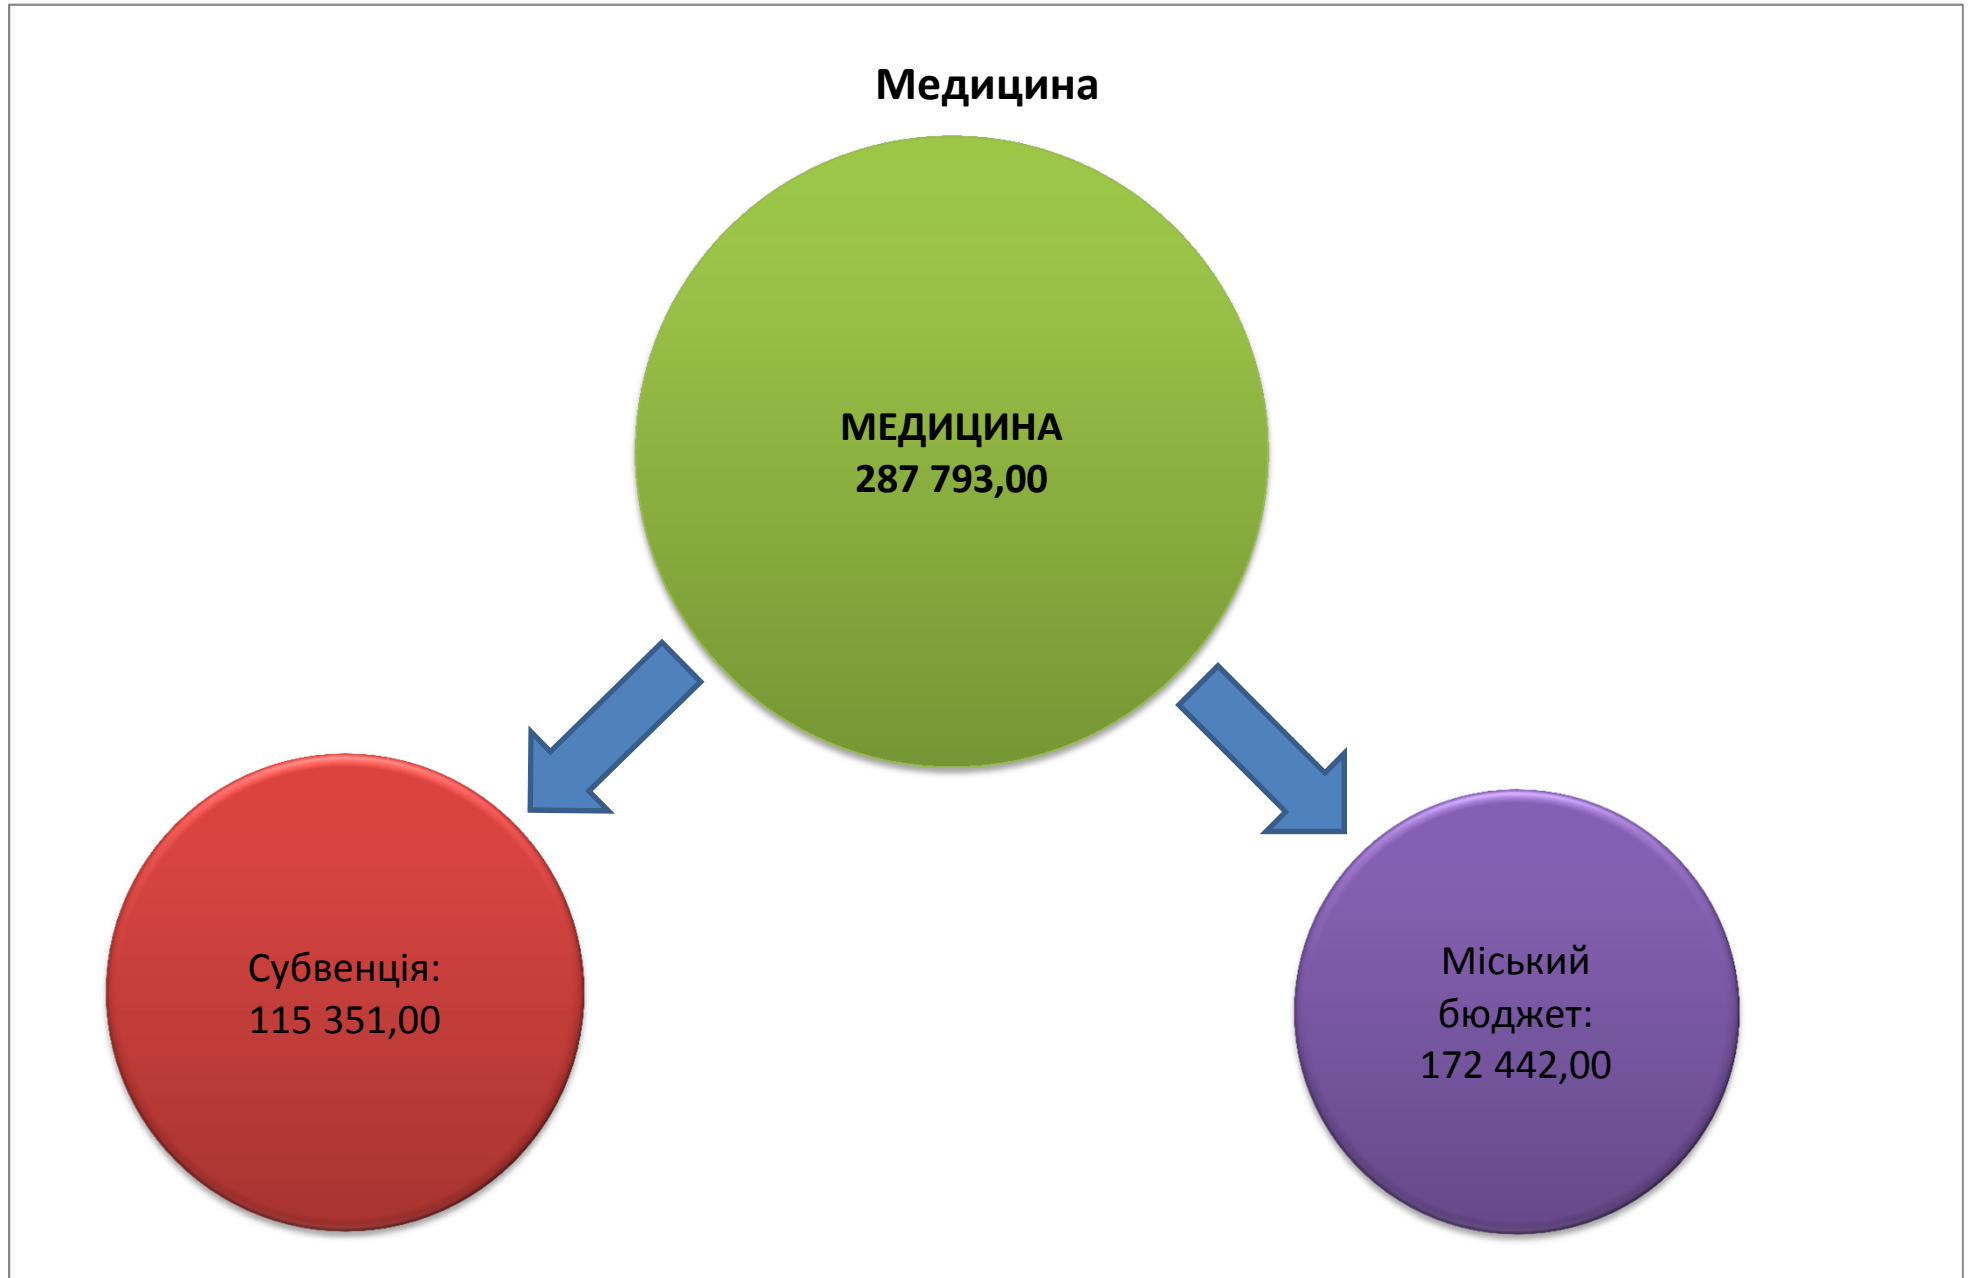 Медицина
МЕДИЦИНА
287 793,00
Субвенція:
115 351,00
Міський
бюджет:
172 442,00